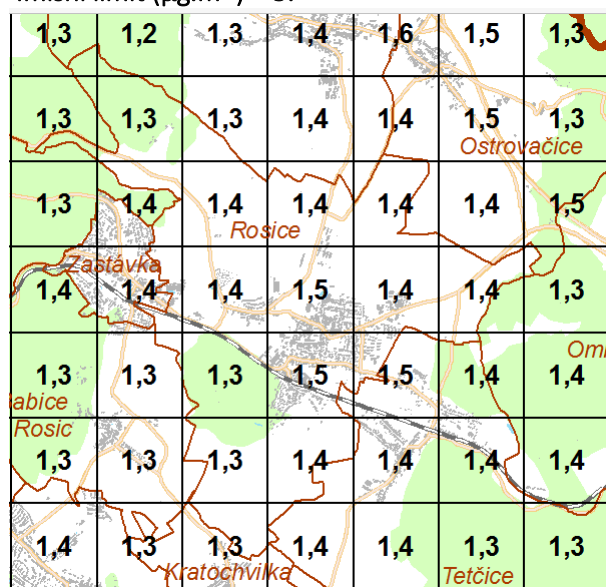 1,3 1,2 1,3 1,4 1,6 1,5 1,3
1,3 1,3 1,3 1,4 1,4 1,5 1,3
Ostrovačice
1,3 1,4 1,4 1,4 1,4 1,4 1,5
Rosice
Zastávka
1,4 1,4 1,4 1,5 1,4 1,4 1,3
Omi
1,3 1,3 1,3 1,5 1,5 1,4 1,4
abice
Rosic
1,3 1,3 1,3 1,4 1,4 1,4 1,4
1,4 1,3 1,3 1,4 1,4 1,3 1,3
Kratochvilka Tetčice